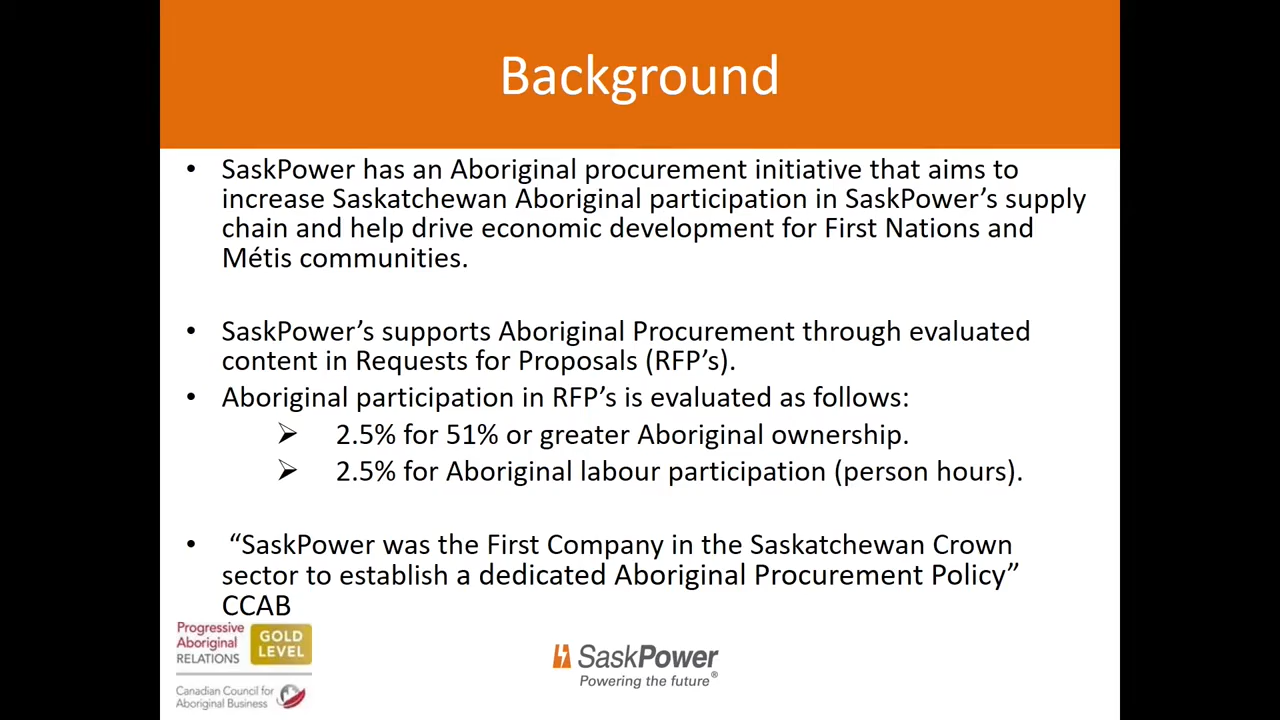 Background
• SaskPower has an Aboriginal procurement initiative that aims to
increase Saskatchewan Aboriginal participation in SaskPower’s supply
chain and help drive economic development for First Nations and
Métis communities.
• SaskPower’s supports Aboriginal Procurement through evaluated
content in Requests for Proposals (RFP’s).
• Aboriginal participation in RFP’s is evaluated as follows:
➢ 2.5% for 51% or greater Aboriginal ownership.
➢ 2.5% for Aboriginal labour participation (person hours).
• “SaskPower was the First Company in the Saskatchewan Crown
sector to establish a dedicated Aboriginal Procurement Policy”
CCAB
Progressive
Aboriginal
RELATIONS
GOLD
LEVEL
Canadian Council for
Aboriginal Business
SaskPower
Powering the future®